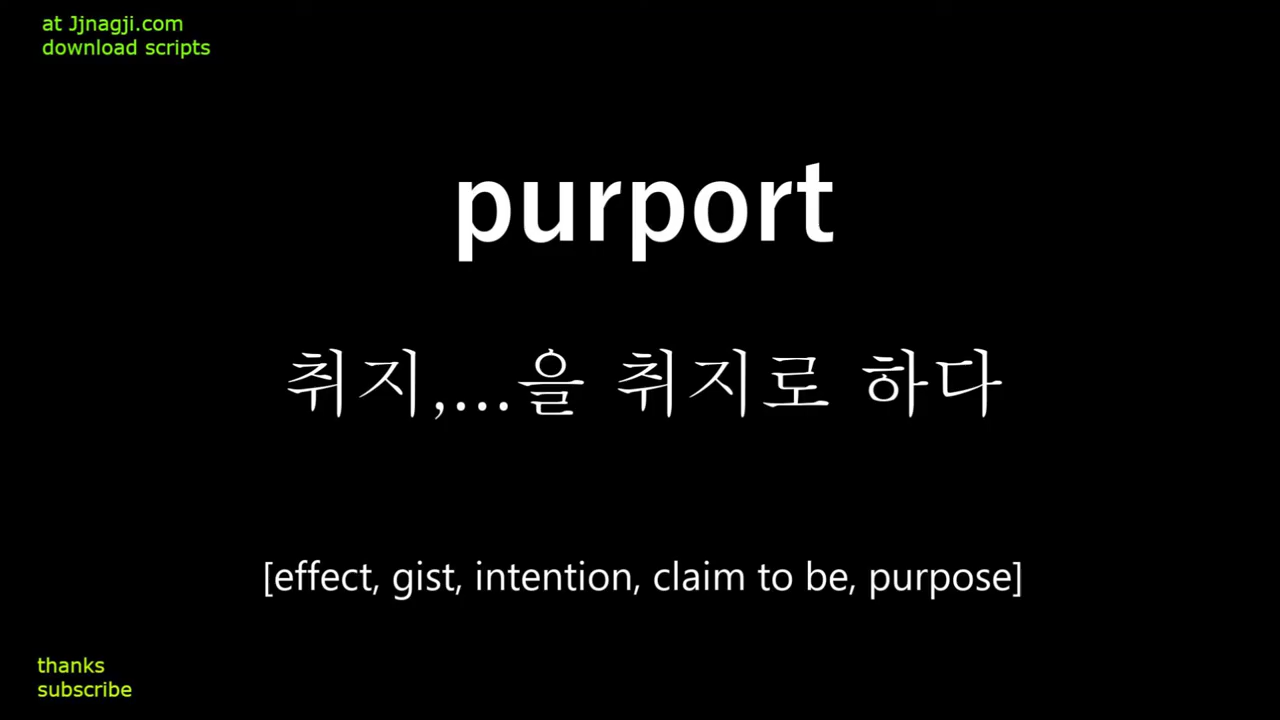 at Jjnagji.com
download scripts
purport
취지,...을 취지로 하다
[effect, gist, intention, claim to be, purpose]
thanks
subscribe